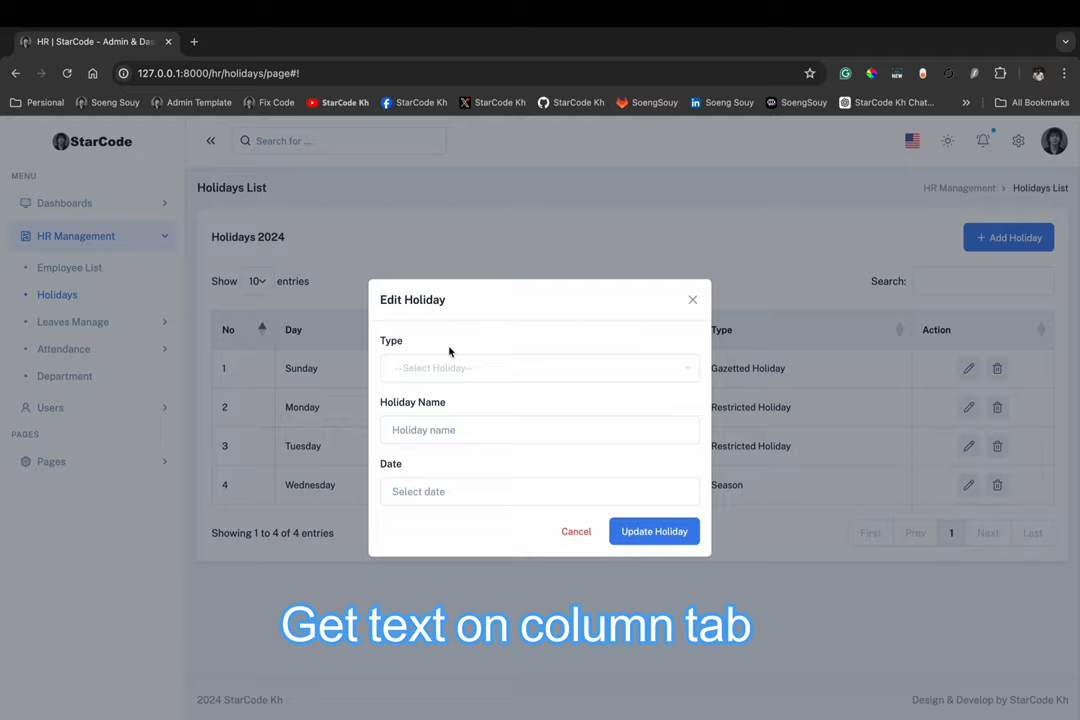 HR | StarCode - Admin & Das
127.0.0.1:8000/hr/holidays/page#!
Personal Soeng Souy Admin Template Fix Code StarCode Kh StarCode Kh StarCode Kh StarCode Kh SoengSouy Soeng Souy SoengSouy StarCode Kh Chat... » All Bookmarks
StarCode
Search for ...
MENU
Dashboards
HR Management
Employee List
Holidays
Leaves Manage
Attendance
Department
Users
PAGES
Pages
Holidays List
HR Management > Holidays List
Holidays 2024
+ Add Holiday
Show 10 entries
Search:
No Day Type Action
1 Sunday Gazetted Holiday
2 Monday Restricted Holiday
3 Tuesday Restricted Holiday
4 Wednesday Season
Showing 1 to 4 of 4 entries
First Prev 1 Next Last
Edit Holiday
Type
--Select Holiday--
Holiday Name
Holiday name
Date
Select date
Cancel Update Holiday
Get text on column tab
2024 StarCode Kh
Design & Develop by StarCode Kh